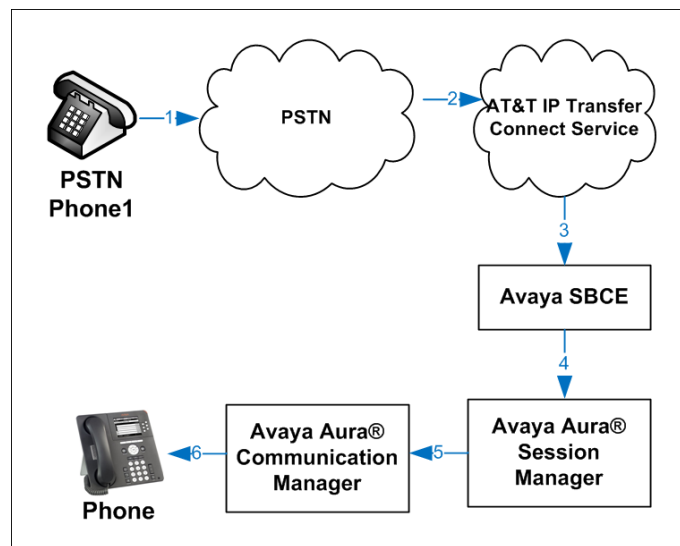 1
PSTN
2
AT&T IP Transfer
Connect Service
PSTN
Phone1
3
Avaya SBCE
4
Avaya Aura®
Session
Manager
5
Avaya Aura®
Communication
Manager
6
Phone